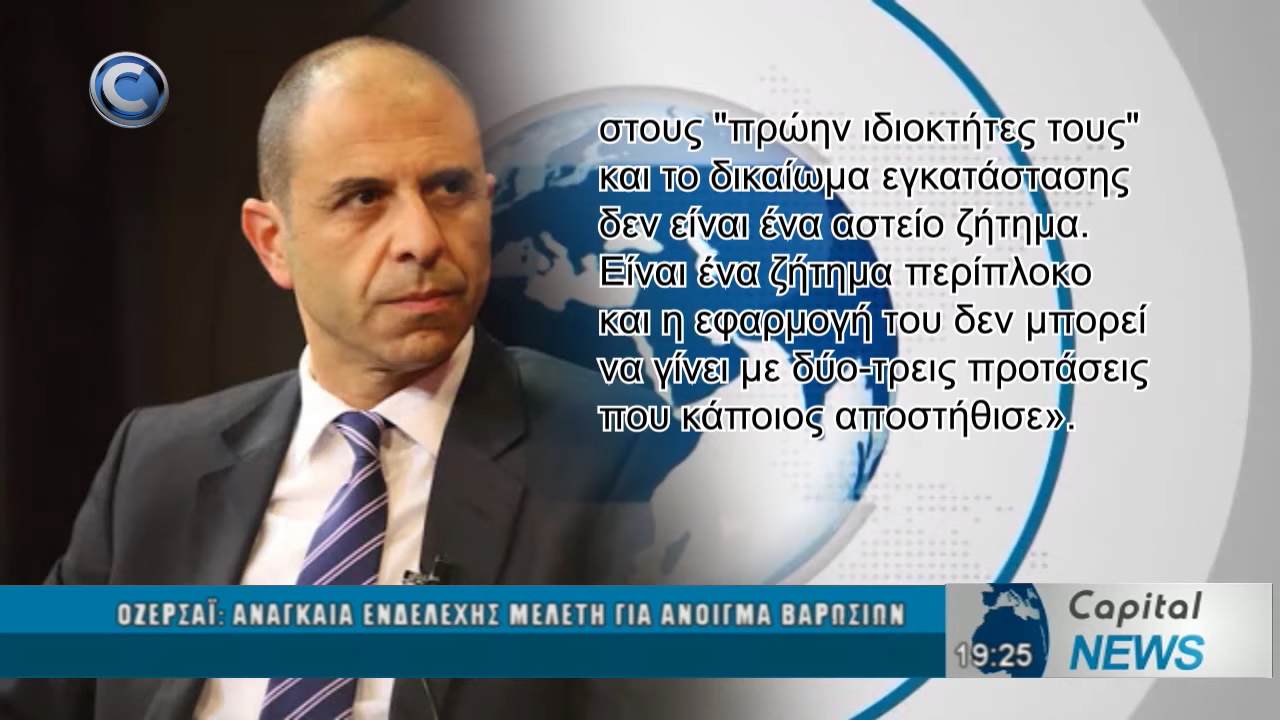 C
στους "πρώην ιδιοκτήτες τους"
και το δικαίωμα εγκατάστασης
δεν είναι ένα αστείο ζήτημα.
Είναι ένα ζήτημα περίπλοκο
και η εφαρμογή του δεν μπορεί
να γίνει με δύο-τρεις προτάσεις
που κάποιος αποστήθισε».
ΟΖΕΡΣΑΪ: ΑΝΑΓΚΑΙΑ ΕΝΔΕΛΕΧΗΣ ΜΕΛΕΤΗ ΓΙΑ ΑΝΟΙΓΜΑ ΒΑΡΩΣΙΩΝ
Capital
NEWS
19:25